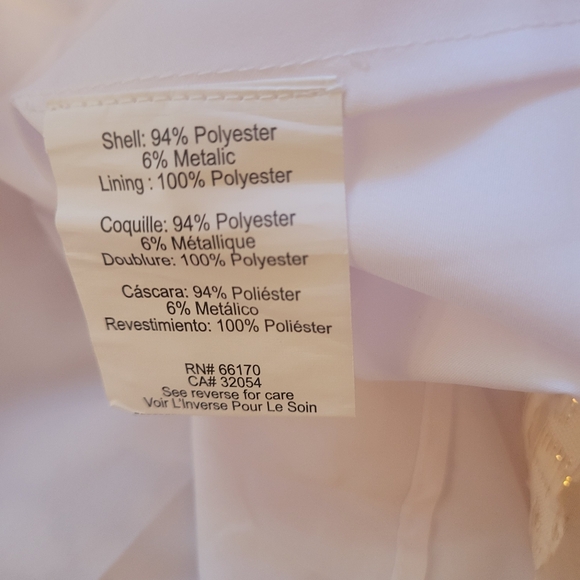 Shell: 94% Polyester
6% Metalic
Lining : 100% Polyester
Coquille: 94% Polyester
6% Métallique
Doublure: 100% Polyester
Cáscara: 94% Poliéster
6% Metálico
Revestimiento: 100% Poliéster
RN# 66170
CA# 32054
See reverse for care
Voir L'Inverse Pour Le Soin